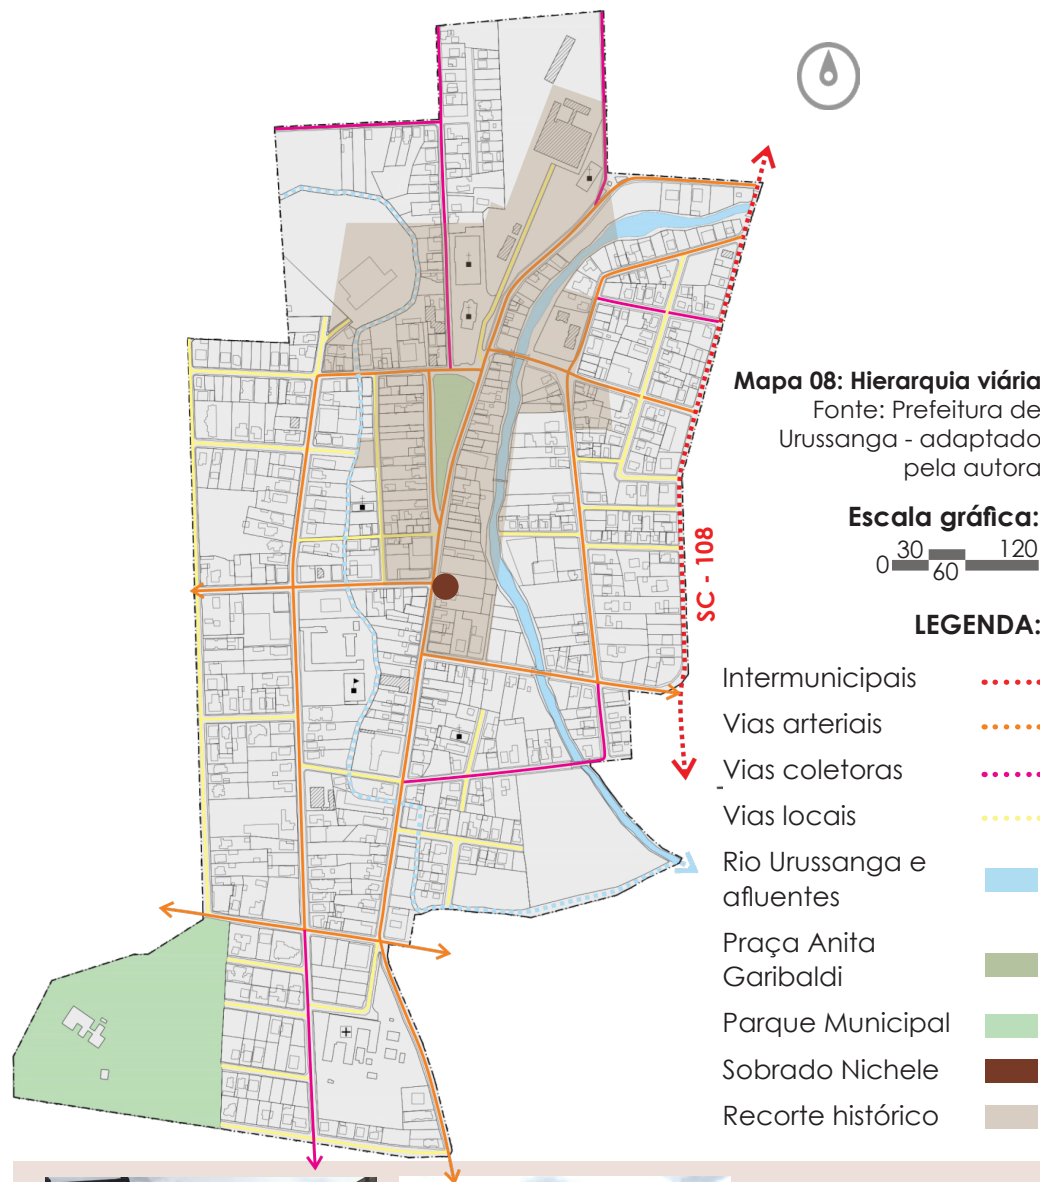 Mapa 08: Hierarquia viária
Fonte: Prefeitura de
Urussanga - adaptado
pela autora
Escala gráfica:
0 30 60 120
SC - 108
LEGENDA:
Intermunicipais
Vias arteriais
Vias coletoras
Vias locais
Rio Urussanga e
afluentes
Praça Anita
Garibaldi
Parque Municipal
Sobrado Nichele
Recorte histórico